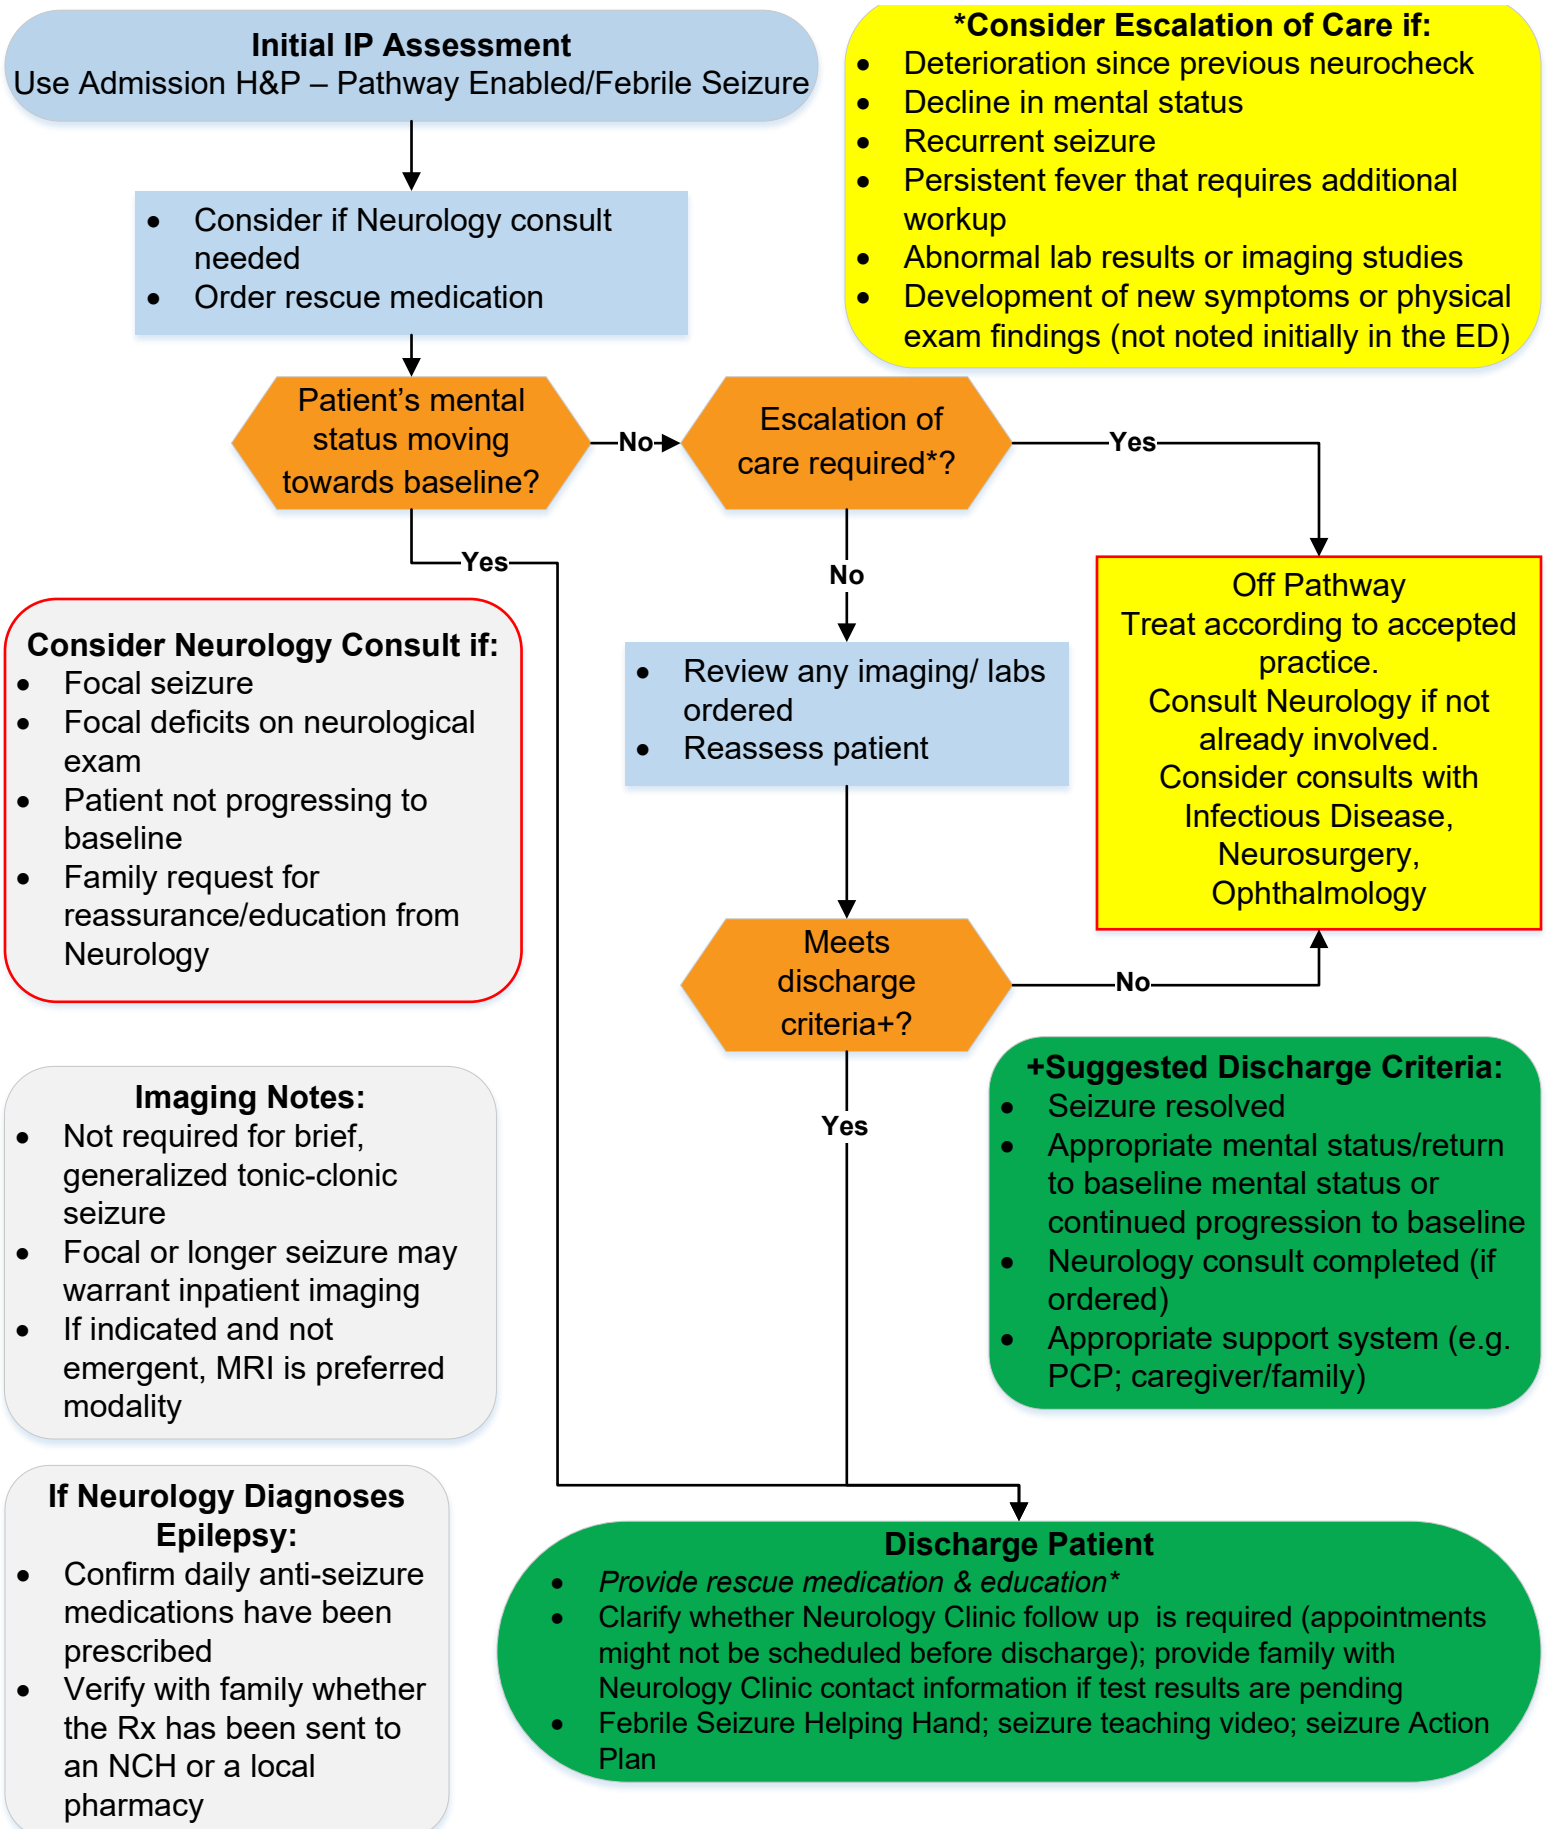 Initial IP Assessment
Use Admission H&P – Pathway Enabled/Febrile Seizure
*Consider Escalation of Care if:
• Deterioration since previous neurocheck
• Decline in mental status
• Recurrent seizure
• Persistent fever that requires additional
workup
• Abnormal lab results or imaging studies
• Development of new symptoms or physical
exam findings (not noted initially in the ED)
• Consider if Neurology consult
needed
• Order rescue medication
Patient’s mental
status moving
towards baseline?
No
Escalation of
care required*?
Yes
Yes
No
Off Pathway
Treat according to accepted
practice.
Consult Neurology if not
already involved.
Consider consults with
Infectious Disease,
Neurosurgery,
Ophthalmology
Consider Neurology Consult if:
• Focal seizure
• Focal deficits on neurological
exam
• Patient not progressing to
baseline
• Family request for
reassurance/education from
Neurology
• Review any imaging/ labs
ordered
• Reassess patient
Meets
discharge
criteria+?
No
Yes
+Suggested Discharge Criteria:
• Seizure resolved
• Appropriate mental status/return
to baseline mental status or
continued progression to baseline
• Neurology consult completed (if
ordered)
• Appropriate support system (e.g.
PCP; caregiver/family)
Imaging Notes:
• Not required for brief,
generalized tonic-clonic
seizure
• Focal or longer seizure may
warrant inpatient imaging
• If indicated and not
emergent, MRI is preferred
modality
If Neurology Diagnoses
Epilepsy:
• Confirm daily anti-seizure
medications have been
prescribed
• Verify with family whether
the Rx has been sent to
an NCH or a local
pharmacy
Discharge Patient
• Provide rescue medication & education*
• Clarify whether Neurology Clinic follow up is required (appointments
might not be scheduled before discharge); provide family with
Neurology Clinic contact information if test results are pending
• Febrile Seizure Helping Hand; seizure teaching video; seizure Action
Plan